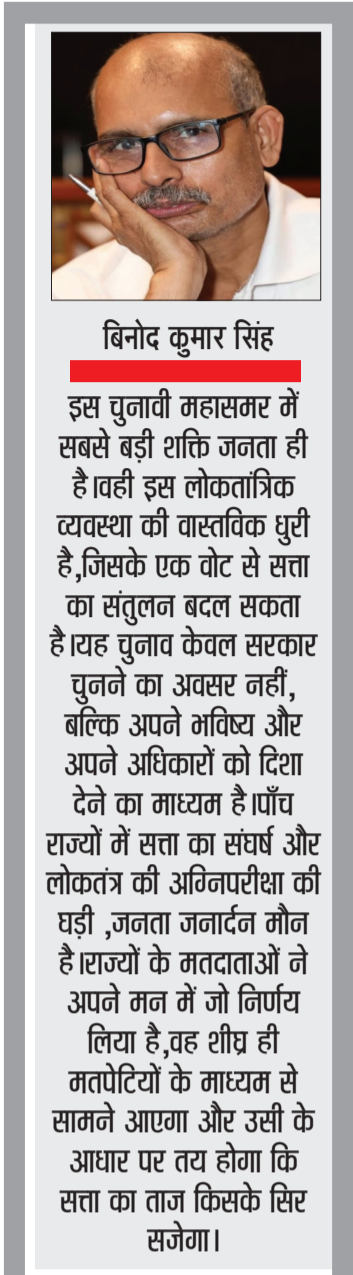 बिनोद कुमार सिंह
इस चुनावी महासमर में
सबसे बड़ी शक्ति जनता ही
है।वही इस लोकतांत्रिक
व्यवस्था की वास्तविक धुरी
है,जिसके एक वोट से सत्ता
का संतुलन बदल सकता
है।यह चुनाव केवल सरकार
चुनने का अवसर नहीं,
बल्कि अपने भविष्य और
अपने अधिकारों को दिशा
देने का माध्यम है।पाँच
राज्यों में सत्ता का संघर्ष और
लोकतंत्र की अग्निपरीक्षा की
घड़ी ,जनता जनार्दन मौन
है।राज्यों के मतदाताओं ने
अपने मन में जो निर्णय
लिया है,वह शीघ्र ही
मतपेटियों के माध्यम से
सामने आएगा और उसी के
आधार पर तय होगा कि
सत्ता का ताज किसके सिर
सजेगा।